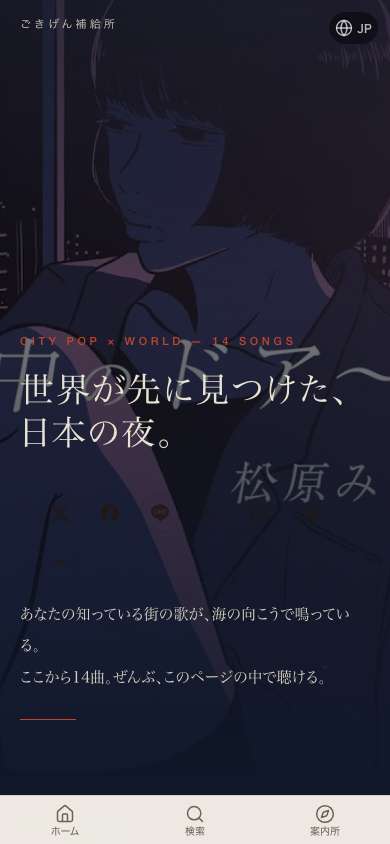 ごきげん補給所
JP
CITY POP × WORLD — 14 SONGS
中のドア〜
世界が先に見つけた、
日本の夜。
松原み
あなたの知っている街の歌が、海の向こうで鳴ってい
る。
ここから14曲。ぜんぶ、このページの中で聴ける。
ホーム
検索
案内所